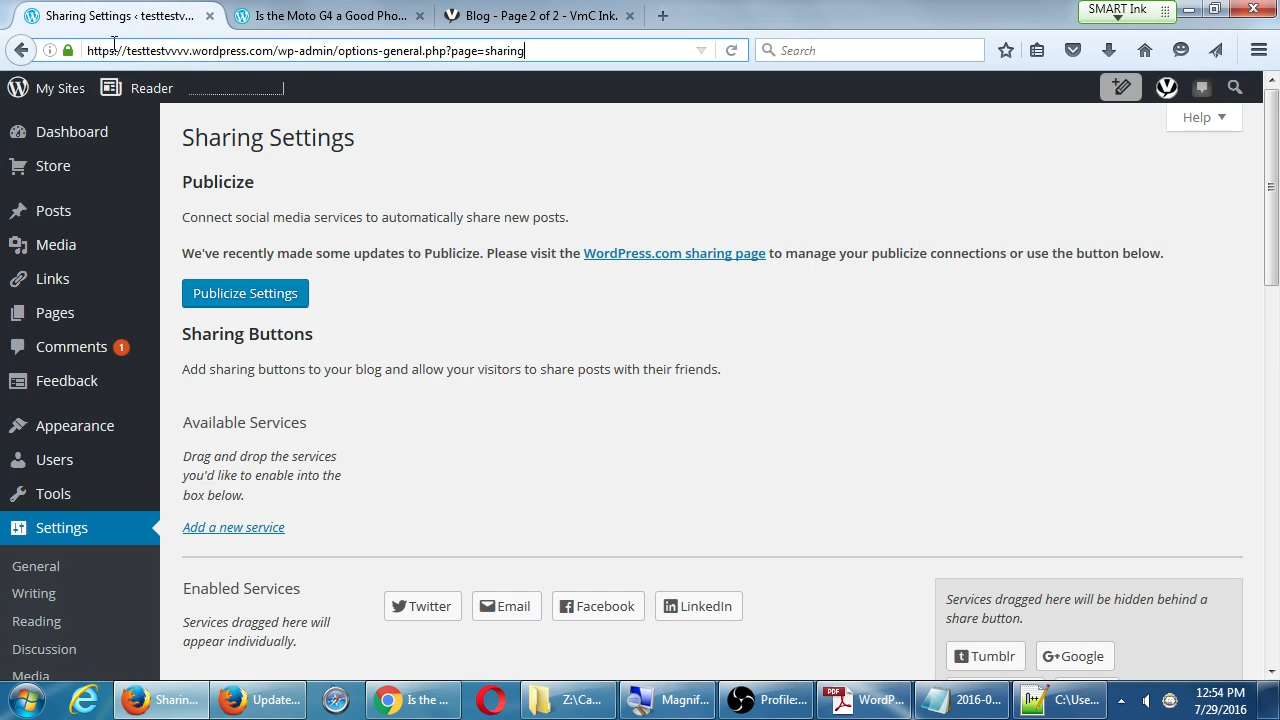 Sharing Settings ‹ testtestvv...
Is the Moto G4 a Good Pho...
Blog - Page 2 of 2 - VmC Ink.
SMART Ink
https://testtestvvvv.wordpress.com/wp-admin/options-general.php?page=sharing
Search
My Sites
Reader
Dashboard
Store
Posts
Media
Links
Pages
Comments 1
Feedback
Appearance
Users
Tools
Settings
General
Writing
Reading
Discussion
Media
Help
Sharing Settings
Publicize
Connect social media services to automatically share new posts.
We've recently made some updates to Publicize. Please visit the WordPress.com sharing page to manage your publicize connections or use the button below.
Publicize Settings
Sharing Buttons
Add sharing buttons to your blog and allow your visitors to share posts with their friends.
Available Services
Drag and drop the services
you'd like to enable into the
box below.
Add a new service
Enabled Services
Services dragged here will
appear individually.
Twitter
Email
Facebook
LinkedIn
Services dragged here will be hidden behind a
share button.
Tumblr
Google
Sharin...
Update...
Is the ...
Z:\Ca...
Magnif...
Profile:...
PDF
WordP...
2016-0...
C:\Use...
12:54 PM
7/29/2016